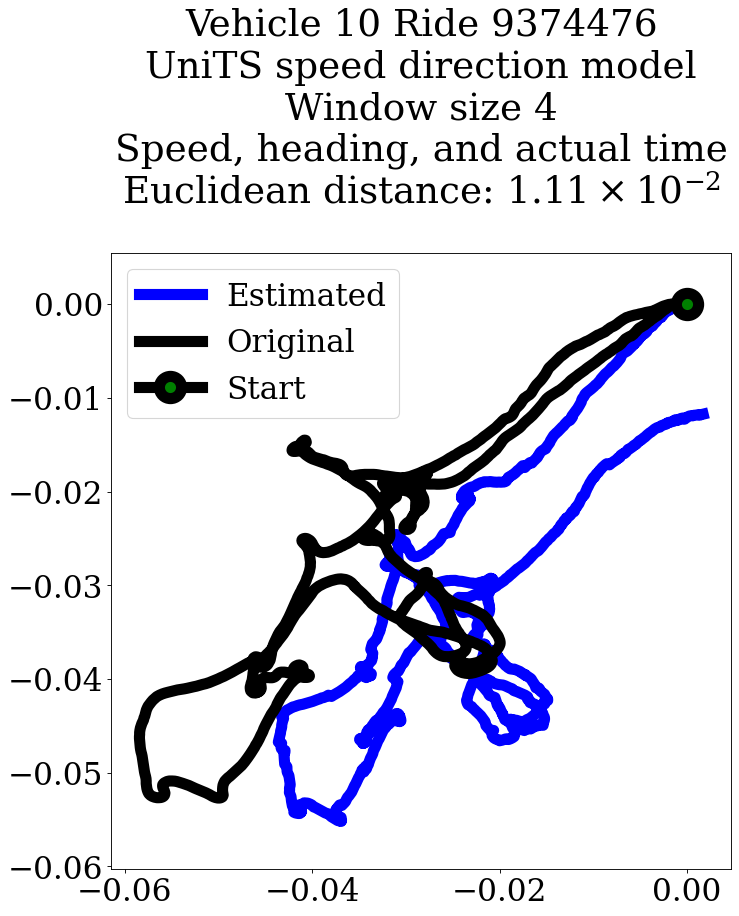 Vehicle 10 Ride 9374476
UniTS speed direction model
Window size 4
Speed, heading, and actual time
Euclidean distance: 1.11 × 10⁻²
Estimated
Original
Start
0.00
−0.01
−0.02
−0.03
−0.04
−0.05
−0.06
−0.06 −0.04 −0.02 0.00